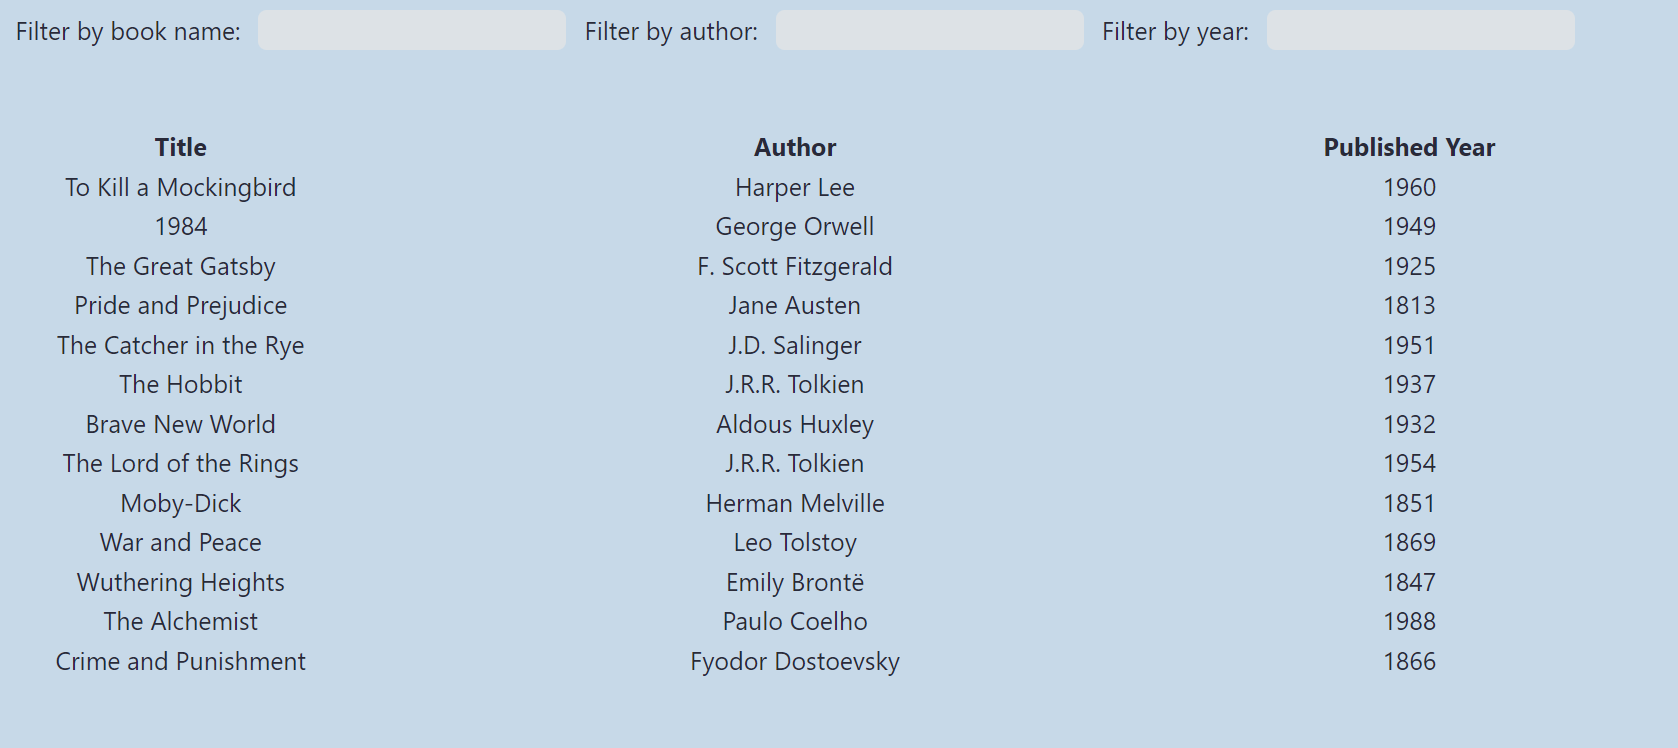 Filter by book name: Filter by author: Filter by year:
Title Author Published Year
To Kill a Mockingbird Harper Lee 1960
1984 George Orwell 1949
The Great Gatsby F. Scott Fitzgerald 1925
Pride and Prejudice Jane Austen 1813
The Catcher in the Rye J.D. Salinger 1951
The Hobbit J.R.R. Tolkien 1937
Brave New World Aldous Huxley 1932
The Lord of the Rings J.R.R. Tolkien 1954
Moby-Dick Herman Melville 1851
War and Peace Leo Tolstoy 1869
Wuthering Heights Emily Brontë 1847
The Alchemist Paulo Coelho 1988
Crime and Punishment Fyodor Dostoevsky 1866